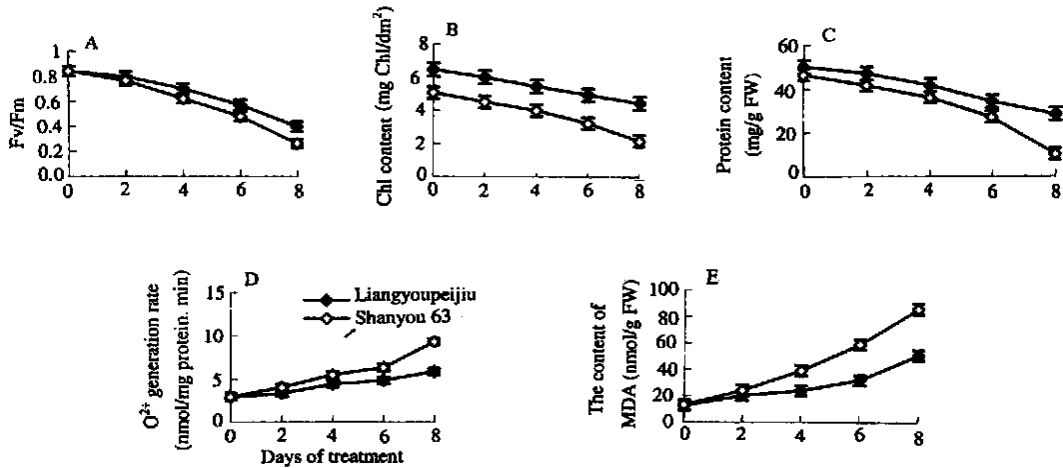 A
1
0.8
0.6
0.4
0.2
0.0
Fv/Fm
0 2 4 6 8
B
8
6
4
2
0
Chl content (mg Chl/dm²)
0 2 4 6 8
C
60
40
20
0
Protein content
(mg/g FW)
0 2 4 6 8
D
15
10
5
0
O²⁺ generation rate
(nmol/mg protein. min)
Liangyoupeijiu
Shanyou 63
0 2 4 6 8
Days of treatment
E
100
80
60
40
20
0
The content of
MDA (nmol/g FW)
0 2 4 6 8